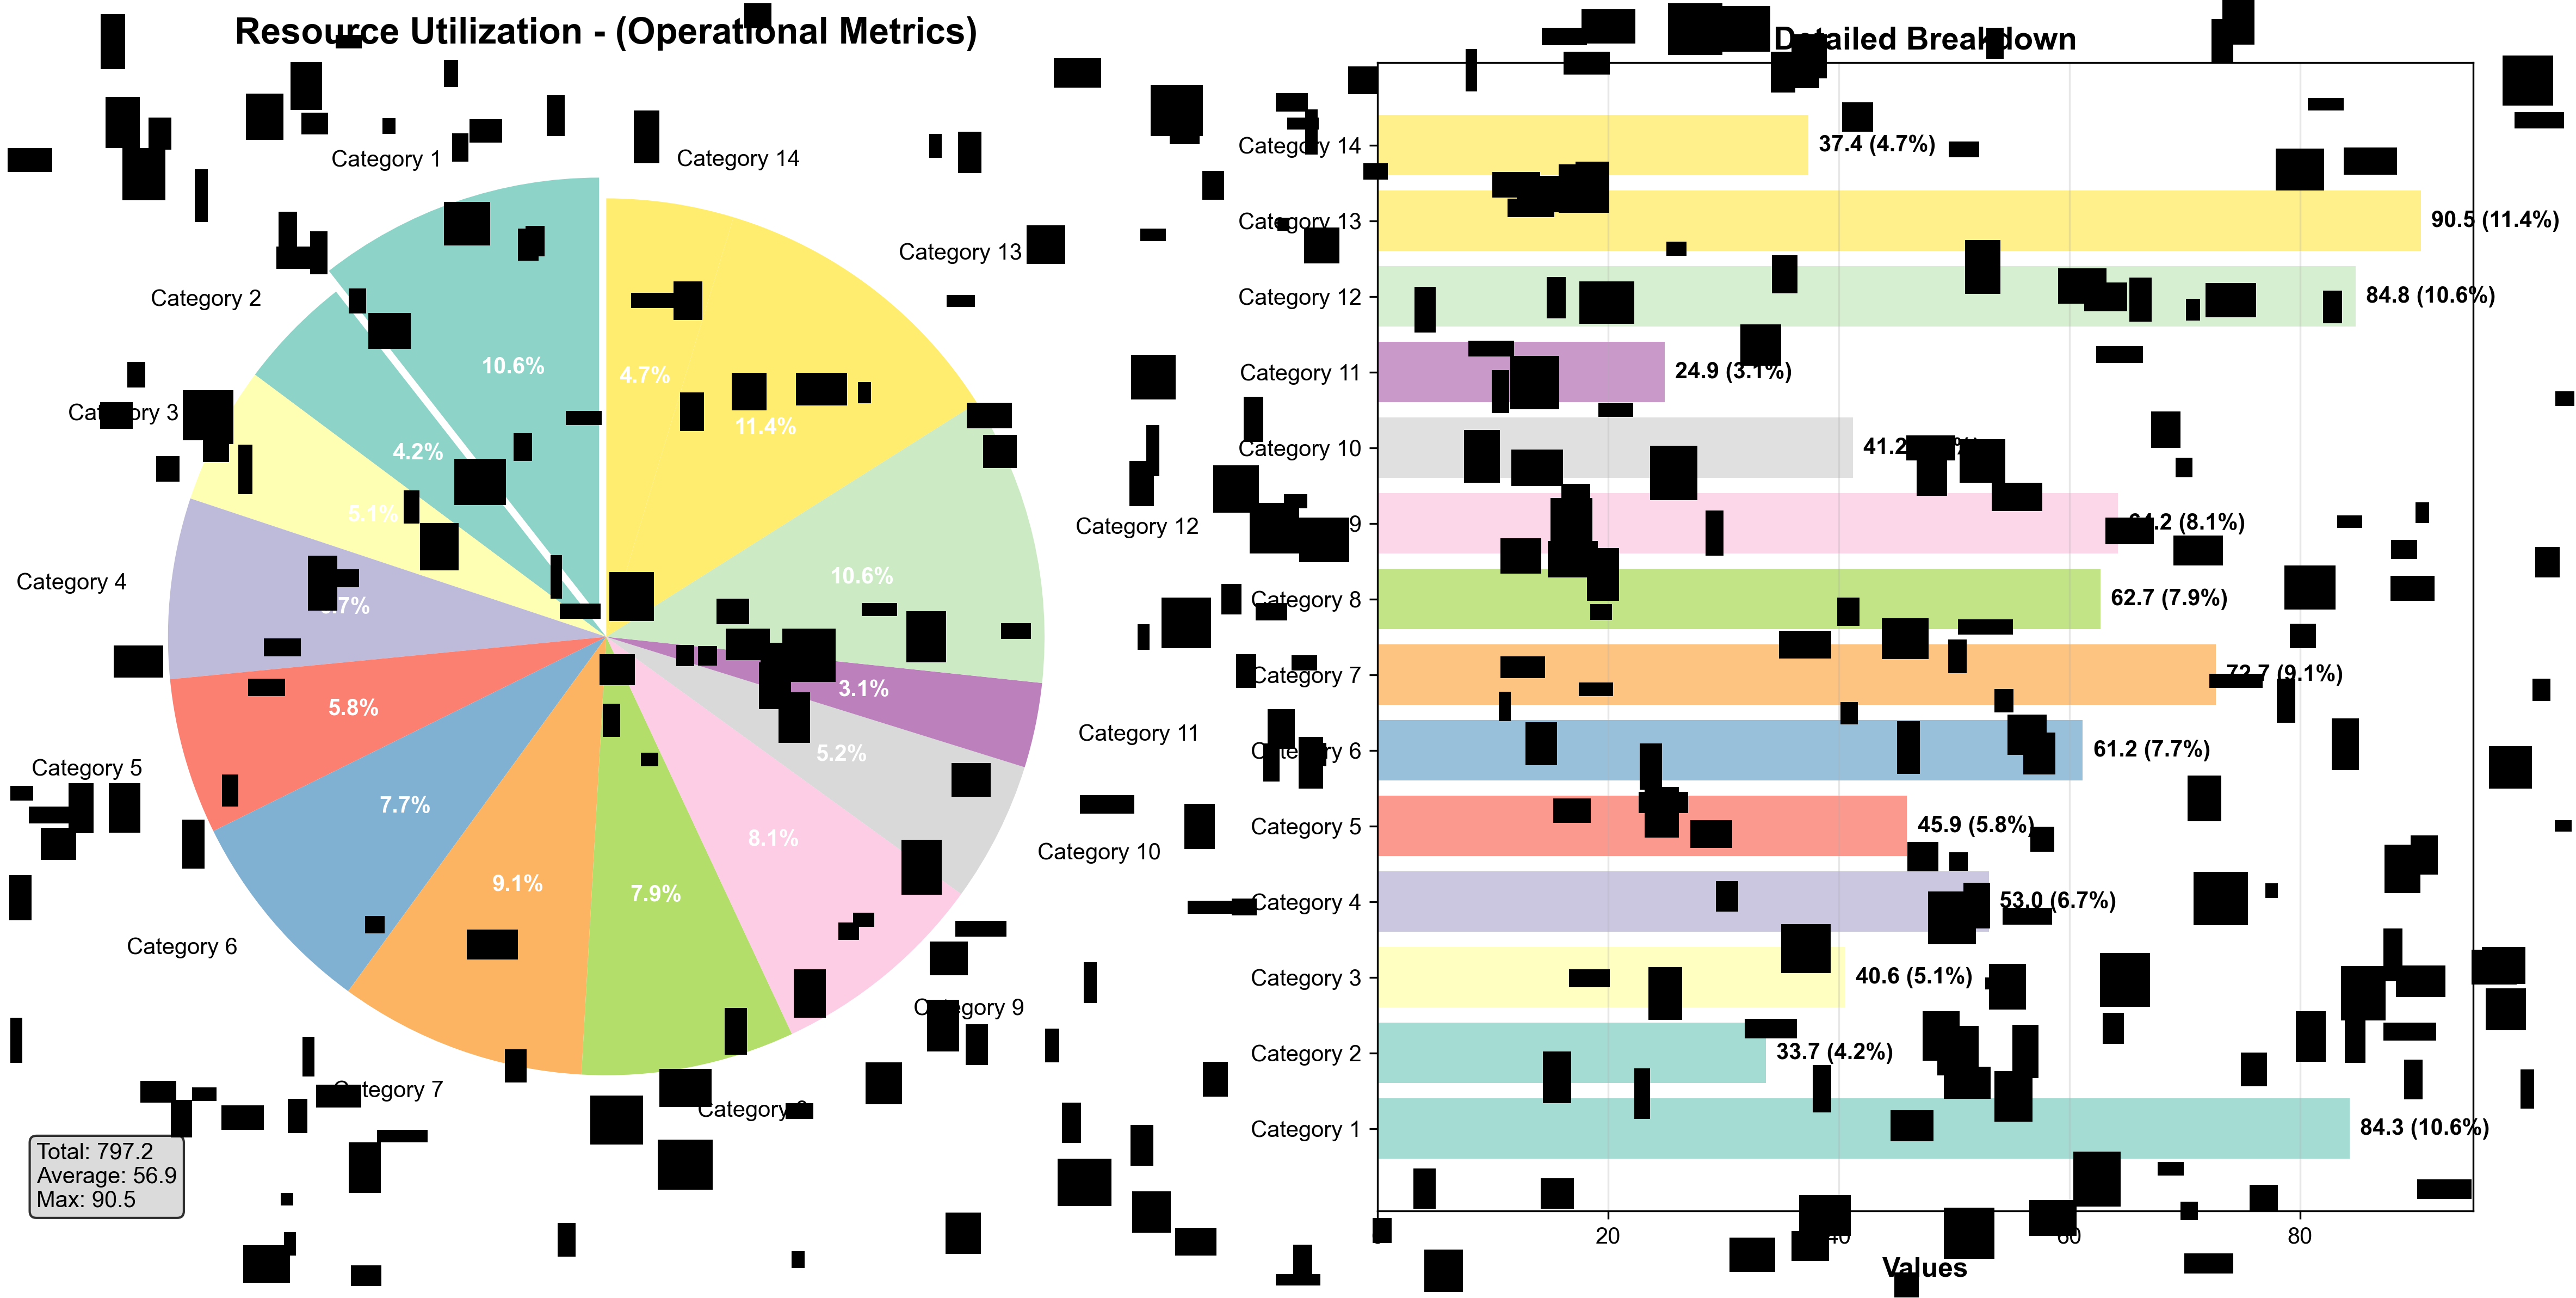 Resource Utilization - (Operational Metrics)
Category 1
Category 14
Category 2
Category 13
Category 3
Category 12
Category 4
Category 11
Category 5
Category 10
Category 6
Category 9
Category 7
Category
10.6%
4.7%
11.4%
4.2%
5.1%
10.6%
3.1%
5.8%
5.2%
7.7%
8.1%
9.1%
7.9%
Total: 797.2
Average: 56.9
Max: 90.5
Detailed Breakdown
Category 14 37.4 (4.7%)
Category 13 90.5 (11.4%)
Category 12 84.8 (10.6%)
Category 11 24.9 (3.1%)
Category 10 41.2
9 (8.1%)
Category 8 62.7 (7.9%)
Category 7 72.7 (9.1%)
Category 6 61.2 (7.7%)
Category 5 45.9 (5.8%)
Category 4 53.0 (6.7%)
Category 3 40.6 (5.1%)
Category 2 33.7 (4.2%)
Category 1 84.3 (10.6%)
20 40 60 80
Values